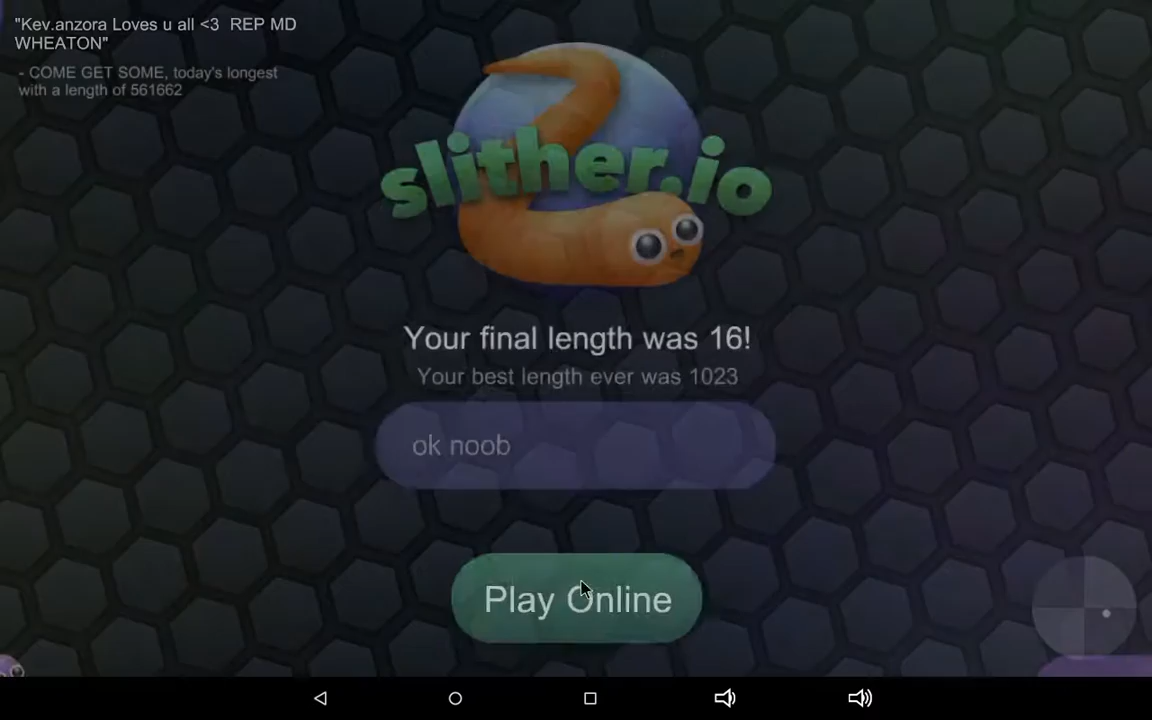 "Kev.anzora Loves u all <3  REP MD
WHEATON"
- COME GET SOME, today's longest
with a length of 561662
slither.io
Your final length was 16!
Your best length ever was 1023
ok noob
Play Online